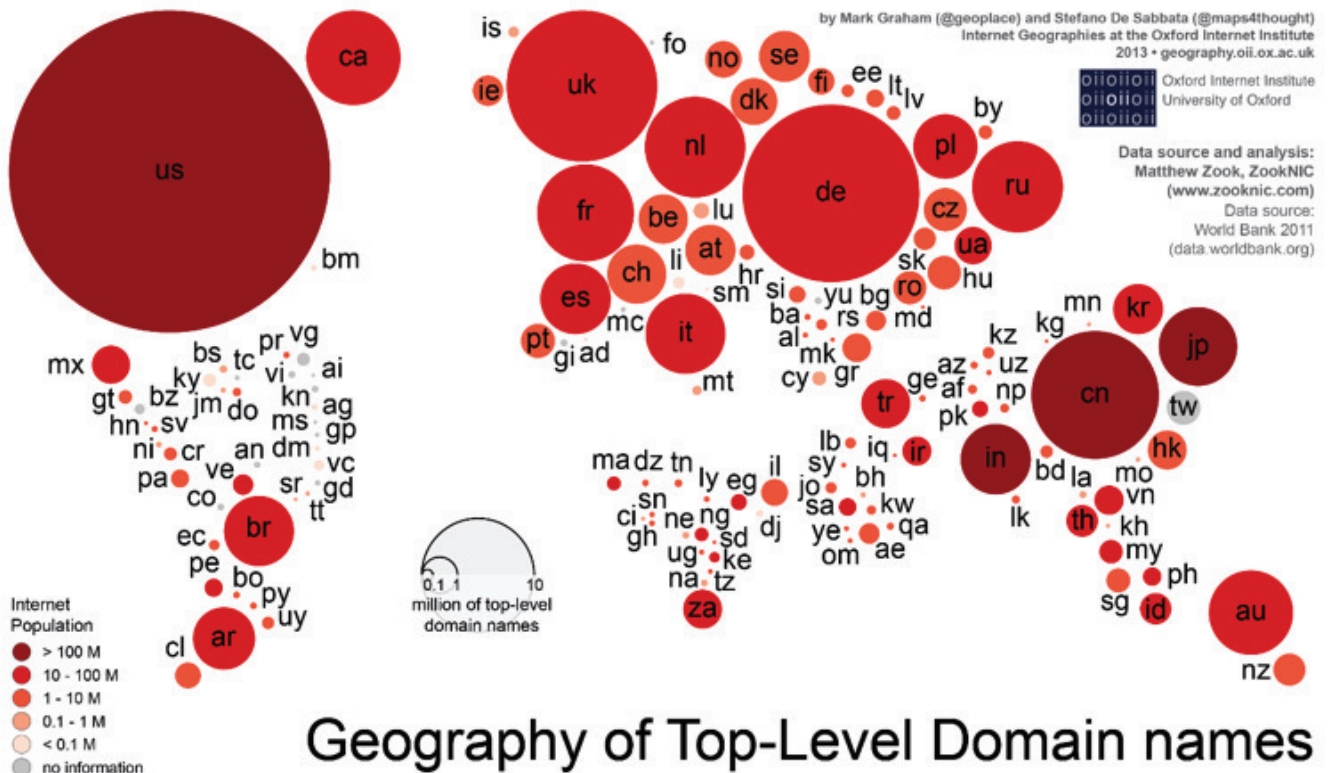 by Mark Graham (@geoplace) and Stefano De Sabbata (@maps4thought)
Internet Geographies at the Oxford Internet Institute
2013 • geography.oii.ox.ac.uk
oiioiioii
oiioiioii
oiioiioii
Oxford Internet Institute
University of Oxford
Data source and analysis:
Matthew Zook, ZookNIC
(www.zooknic.com)
Data source:
World Bank 2011
(data.worldbank.org)
us
ca
bm
mx
gt
bz
hn
sv
ni
cr
pa
bs
tc
ky
jm
do
pr
vg
vi
ai
kn
ag
ms
gp
dm
an
vc
gd
sr
tt
ve
co
br
ec
pe
bo
py
uy
ar
cl
is
fo
ie
uk
no
se
fi
ee
lt
lv
dk
by
nl
pl
ru
de
fr
be
lu
cz
at
ch
li
hr
sk
ua
hu
es
sm
si
yu
bg
ro
md
mc
it
ba
rs
al
mk
gr
pt
gi
ad
mt
cy
tr
ge
az
kz
uz
af
np
pk
kg
mn
kr
jp
cn
tw
in
hk
mo
bd
lk
la
vn
th
kh
my
ph
sg
id
au
nz
lb
iq
ir
sy
jo
bh
sa
kw
ye
qa
om
ae
ma
dz
tn
ly
eg
il
sn
ci
gh
ne
ng
dj
sd
ug
ke
na
tz
za
0.1
1
10
million of top-level
domain names
Internet
Population
> 100 M
10 - 100 M
1 - 10 M
0.1 - 1 M
< 0.1 M
no information
Geography of Top-Level Domain names